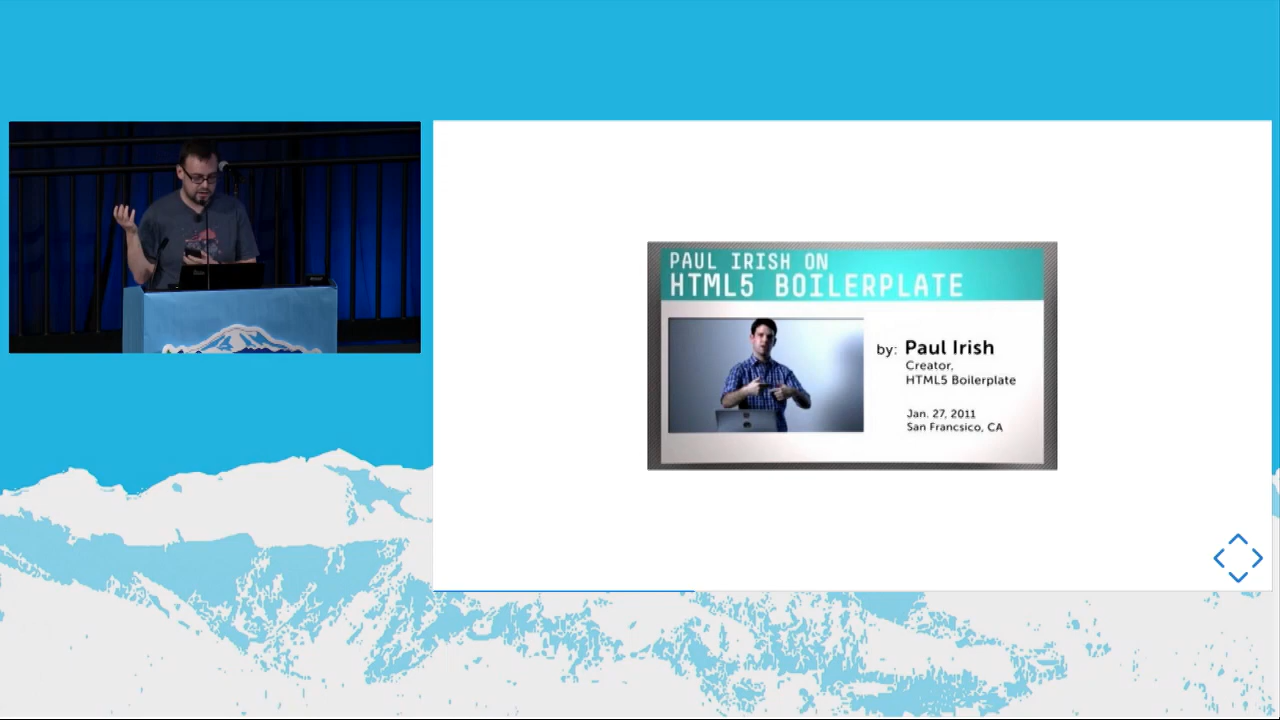 PAUL IRISH ON
HTML5 BOILERPLATE
by: Paul Irish
Creator,
HTML5 Boilerplate
Jan. 27, 2011
San Francsico, CA